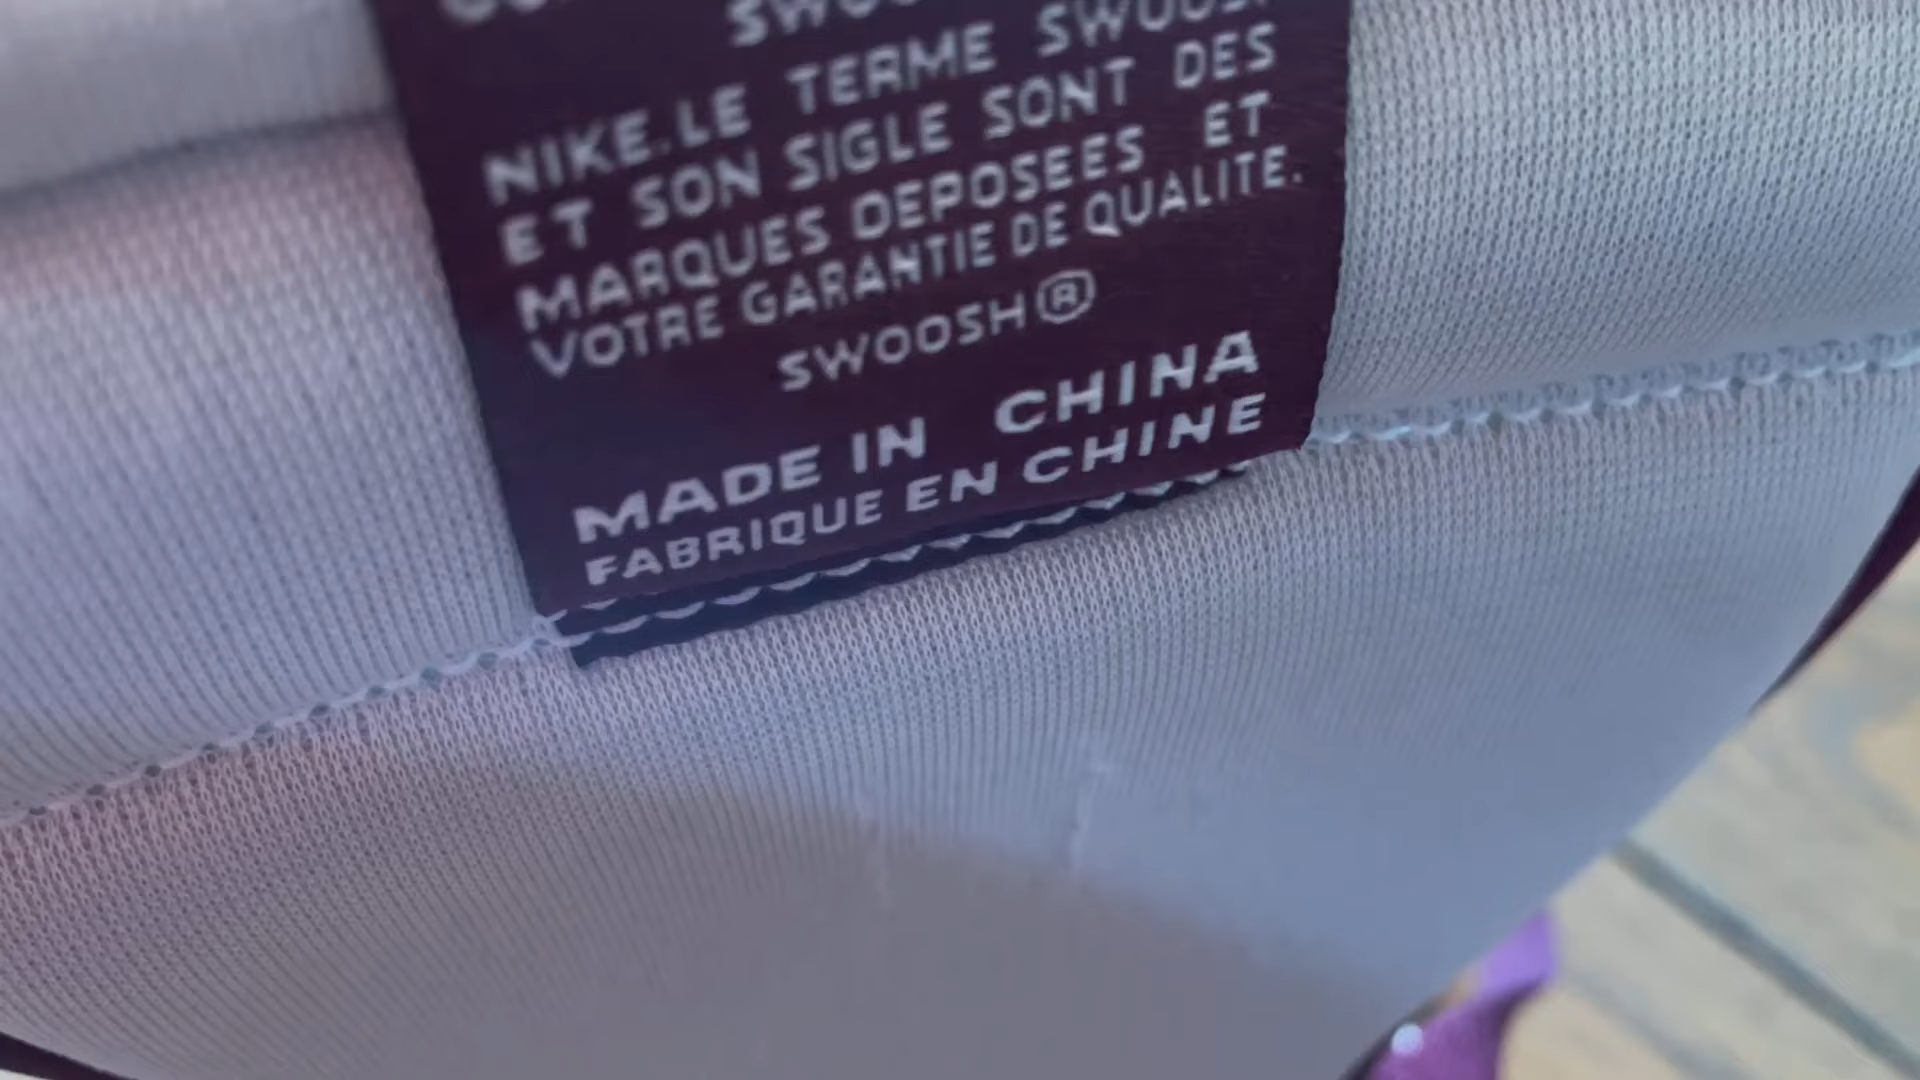 NIKE.LE TERME SWOOSH
ET SON SIGLE SONT DES
MARQUES DEPOSEES ET
VOTRE GARANTIE DE QUALITE.
SWOOSH®
MADE IN CHINA
FABRIQUE EN CHINE